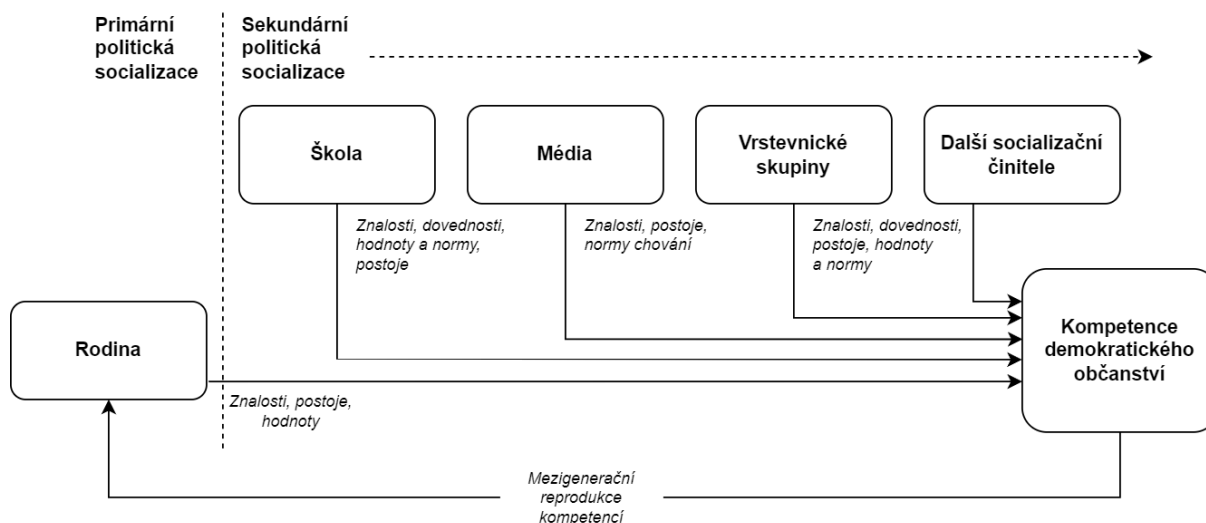 Primární
politická
socializace
Sekundární
politická
socializace
Škola
Média
Vrstevnické
skupiny
Další socializační
činitele
Znalosti, dovednosti,
hodnoty a normy,
postoje
Znalosti, postoje,
normy chování
Znalosti, dovednosti,
postoje, hodnoty
a normy
Rodina
Kompetence
demokratického
občanství
Znalosti, postoje,
hodnoty
Mezigenerační
reprodukce
kompetencí